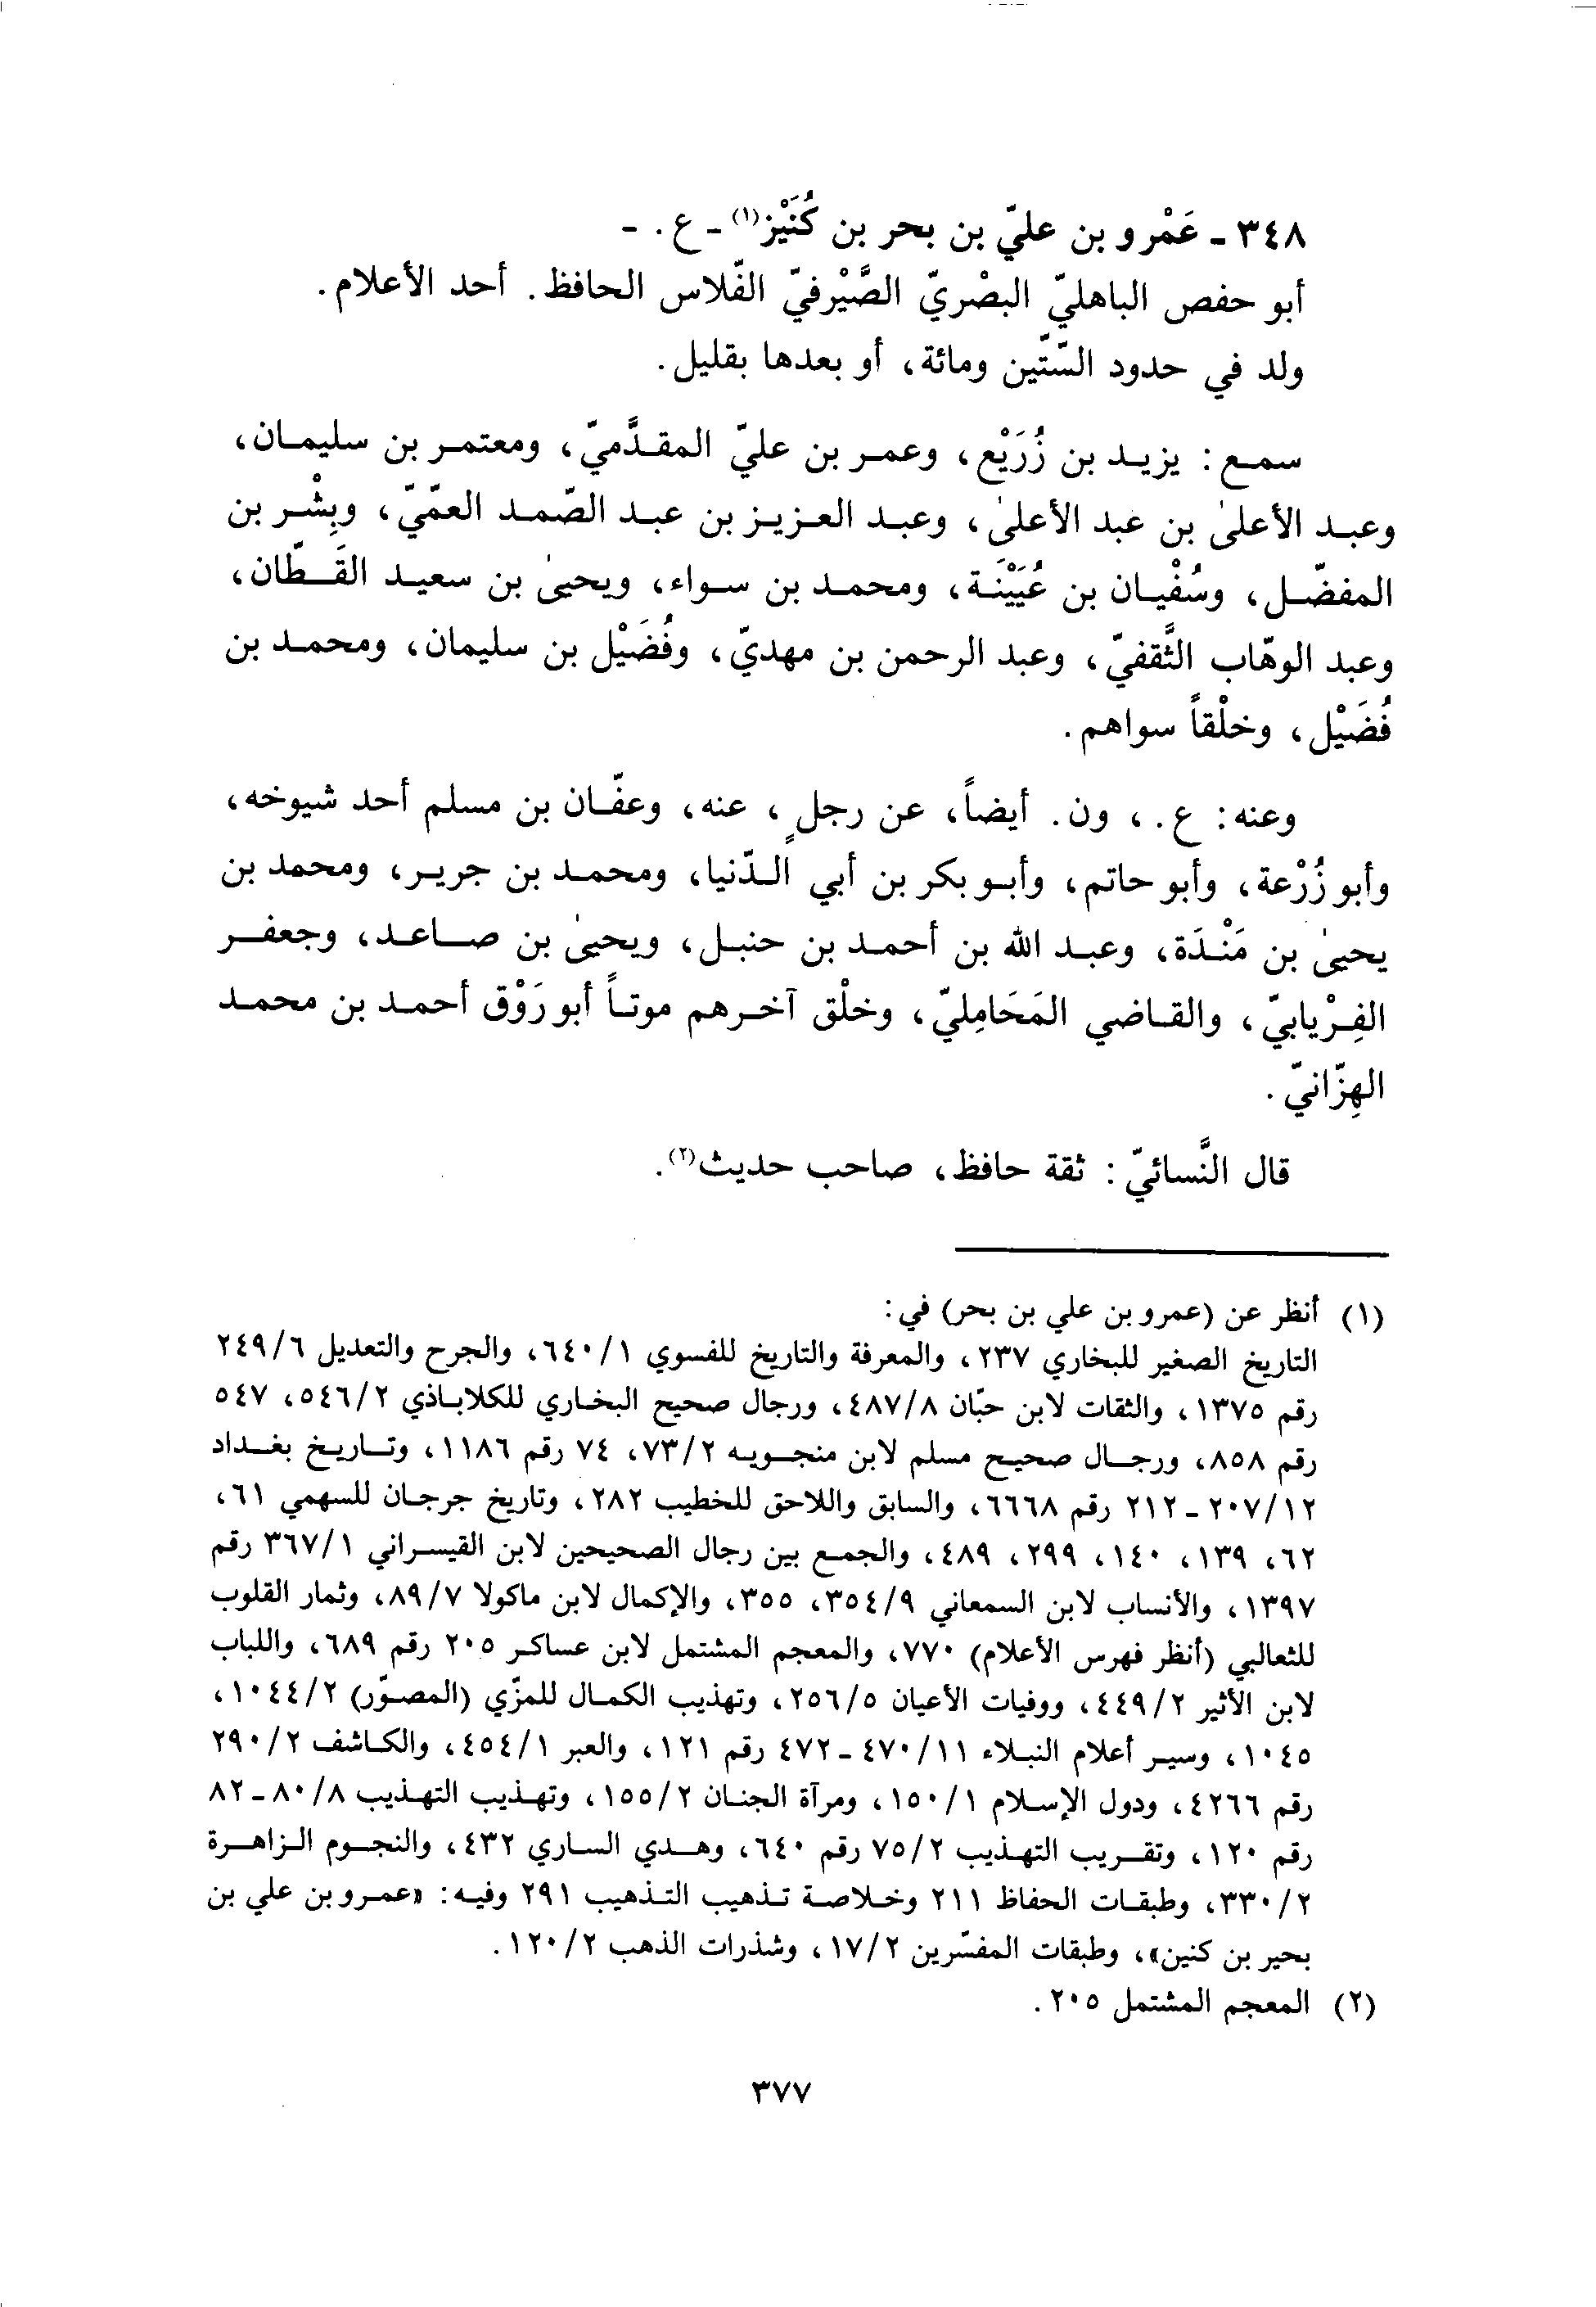 ٣٤٨ - عَمْرو بن عليّ بن بحر بن كُنَيْز(١) - ع. -
أبو حفص الباهليّ البصْريّ الصَّيْرفيّ الفّلاس الحافظ. أحد الأعلام.
ولد في حدود السّتّين ومائة، أو بعدها بقليل.
سمع: يزيد بن زُرَيْع، وعمر بن عليّ المقدَّميّ، ومعتمر بن سليمان،
وعبد الأعلىٰ بن عبد الأعلىٰ، وعبد العزيز بن عبد الصّمد العمّيّ، وبِشْر بن
المفضّل، وسُفْيان بن عُيَيْنَة، ومحمد بن سواء، ويحيىٰ بن سعيد القَطّان،
وعبد الوهّاب الثَّقفيّ، وعبد الرحمن بن مهديّ، وفُضَيْل بن سليمان، ومحمد بن
فُضَيْل، وخلْقاً سواهم.
وعنه: ع.، ون. أيضاً، عن رجلٍ، عنه، وعفّان بن مسلم أحد شيوخه،
وأبو زُرْعة، وأبو حاتم، وأبو بكر بن أبي الدّنيا، ومحمد بن جرير، ومحمد بن
يحيىٰ بن مَنْدَة، وعبد الله بن أحمد بن حنبل، ويحيىٰ بن صاعد، وجعفر
الفِرْيابيّ، والقاضي المَحَامِليّ، وخلْق آخرهم موتاً أبو رَوْق أحمد بن محمد
الهِزّانيّ.
قال النَّسائيّ: ثقة حافظ، صاحب حديث(٢).
(١) أنظر عن (عمرو بن علي بن بحر) في:
التاريخ الصغير للبخاري ٢٣٧، والمعرفة والتاريخ للفسوي ٦٤٠/١، والجرح والتعديل ٢٤٩/٦
رقم ١٣٧٥، والثقات لابن حبّان ٤٨٧/٨، ورجال صحيح البخاري للكلاباذي ٥٤٦/٢، ٥٤٧
رقم ٨٥٨، ورجال صحيح مسلم لابن منجويه ٧٣/٢، ٧٤ رقم ١١٨٦، وتاريخ بغداد
٢٠٧/١٢ - ٢١٢ رقم ٦٦٦٨، والسابق واللاحق للخطيب ٢٨٢، وتاريخ جرجان للسهمي ٦١،
٦٢، ١٣٩، ١٤٠، ٢٩٩، ٤٨٩، والجمع بين رجال الصحيحين لابن القيسراني ٣٦٧/١ رقم
١٣٩٧، والأنساب لابن السمعاني ٣٥٤/٩، ٣٥٥، والإكمال لابن ماكولا ٨٩/٧، وثمار القلوب
للثعالبي (أنظر فهرس الأعلام) ٧٧٠، والمعجم المشتمل لابن عساكر ٢٠٥ رقم ٦٨٩، واللباب
لابن الأثير ٤٤٩/٢، ووفيات الأعيان ٢٥٦/٥، وتهذيب الكمال للمزّي (المصوّر) ١٠٤٤/٢،
١٠٤٥، وسير أعلام النبلاء ٤٧٠/١١ - ٤٧٢ رقم ١٢١، والعبر ٤٥٤/١، والكاشف ٢٩٠/٢
رقم ٤٢٦٦، ودول الإسلام ١٥٠/١، ومرآة الجنان ١٥٥/٢، وتهذيب التهذيب ٨٠/٨ - ٨٢
رقم ١٢٠، وتقريب التهذيب ٧٥/٢ رقم ٦٤٠، وهدي الساري ٤٣٢، والنجوم الزاهرة
٣٣٠/٢، وطبقات الحفاظ ٢١١ وخلاصة تذهيب التذهيب ٢٩١ وفيه: «عمرو بن علي بن
بحير بن كنين»، وطبقات المفسّرين ١٧/٢، وشذرات الذهب ١٢٠/٢.
(٢) المعجم المشتمل ٢٠٥.
٣٧٧